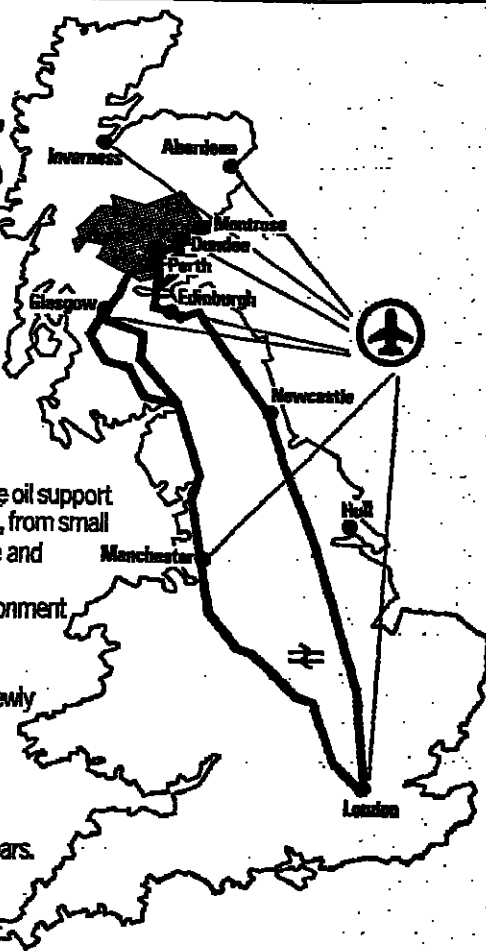 Inverness
Aberdeen
Montrose
Dundee
Perth
Glasgow
Edinburgh
Newcastle
e oil support
, from small
Hull
e and
Manchester
onment
ewly
London
ars.